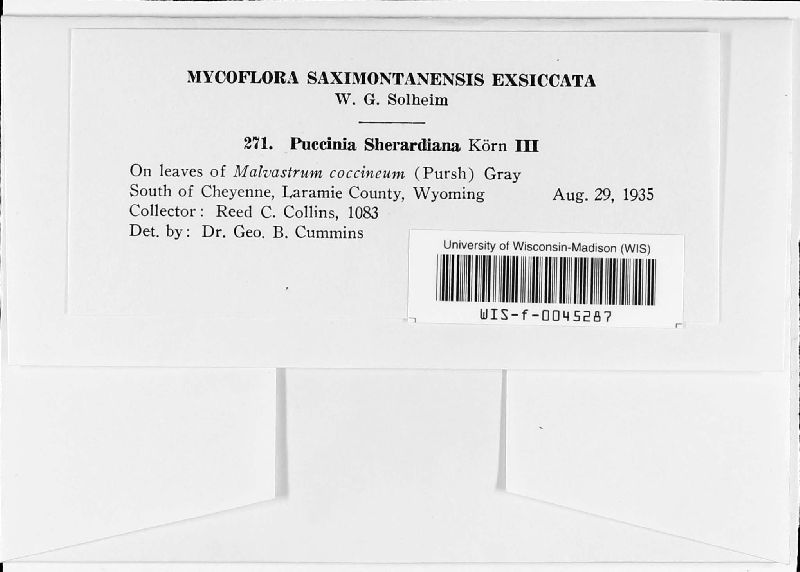 MYCOFLORA SAXIMONTANENSIS EXSICCATA
W. G. Solheim
271. Puccinia Sherardiana Körn III
On leaves of Malvastrum coccineum (Pursh) Gray
South of Cheyenne, Laramie County, Wyoming Aug. 29, 1935
Collector: Reed C. Collins, 1083
Det. by: Dr. Geo. B. Cummins
University of Wisconsin-Madison (WIS)
WIS-f-0045287